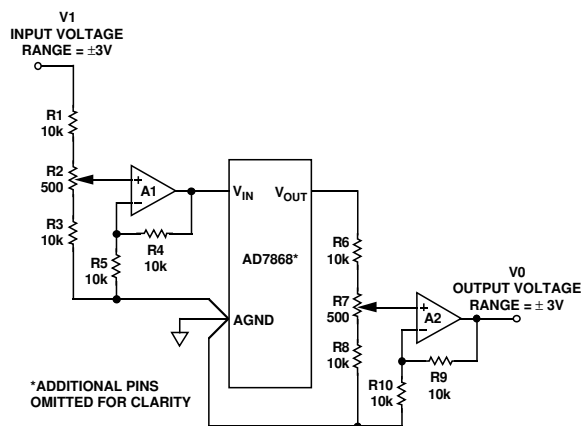 V1
INPUT VOLTAGE
RANGE = ±3V
R1
10k
R2
500
R3
10k
R5
10k
R4
10k
+
A1
−
VIN
VOUT
AD7868*
AGND
R6
10k
R7
500
R8
10k
+
A2
−
R10
10k
R9
10k
V0
OUTPUT VOLTAGE
RANGE = ± 3V
*ADDITIONAL PINS
OMITTED FOR CLARITY